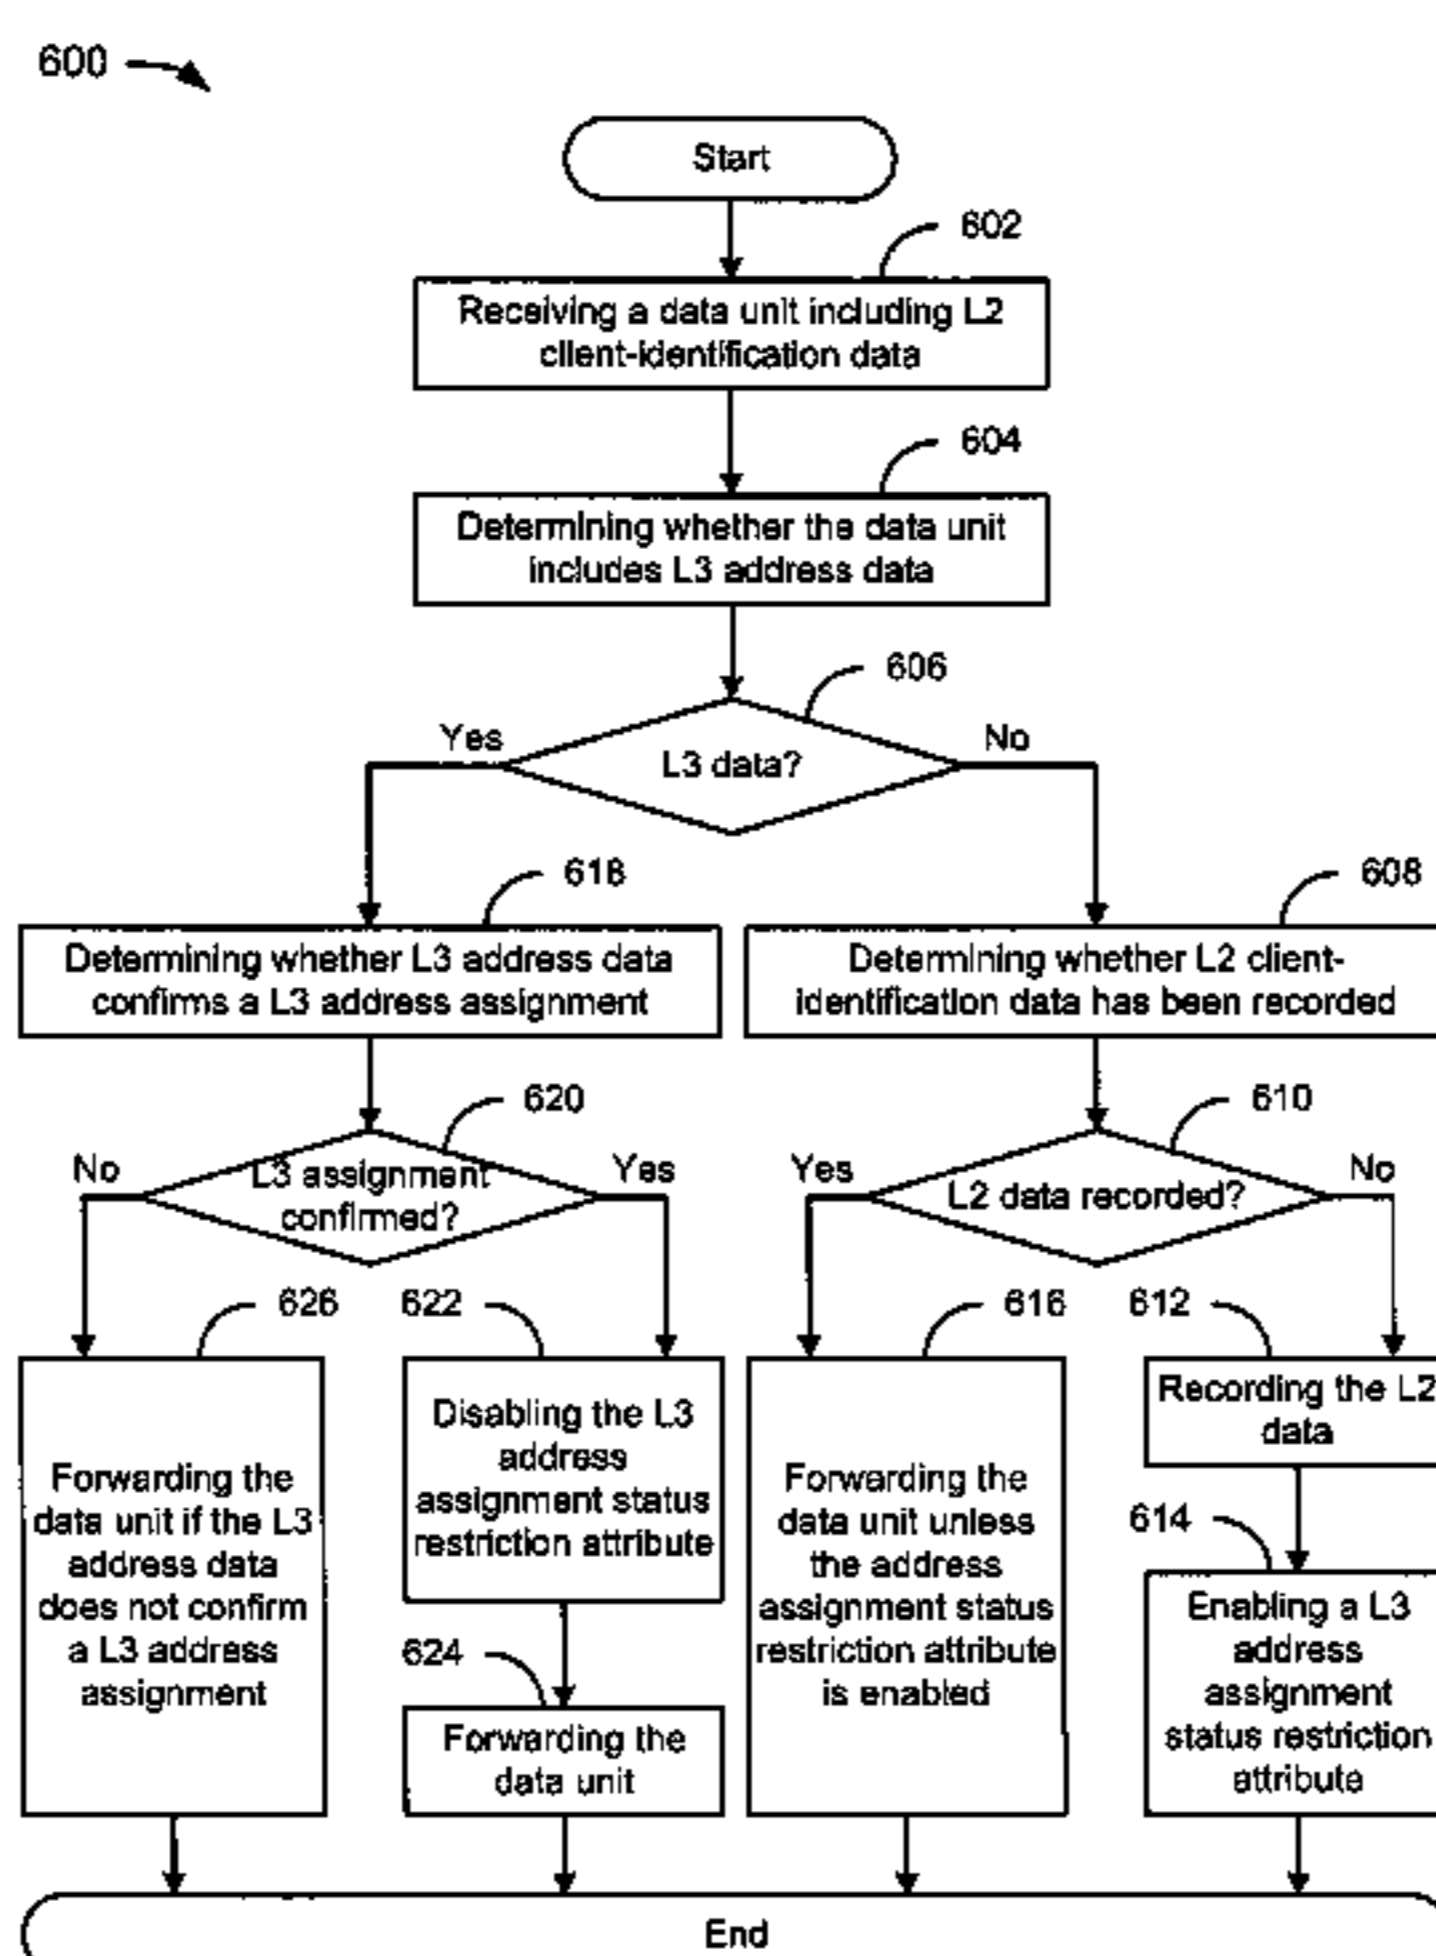 600
Start
602
Receiving a data unit including L2
client-identification data
604
Determining whether the data unit
includes L3 address data
606
Yes
L3 data?
No
618
608
Determining whether L3 address data
confirms a L3 address assignment
Determining whether L2 client-
identification data has been recorded
620
610
No
L3 assignment
confirmed?
Yes
Yes
L2 data recorded?
No
626
622
616
612
Forwarding the
data unit if the L3
address data
does not confirm
a L3 address
assignment
Disabling the L3
address
assignment status
restriction attribute
624
Forwarding the
data unit
Forwarding the
data unit unless
the address
assignment status
restriction attribute
is enabled
Recording the L2
data
614
Enabling a L3
address
assignment
status restriction
attribute
End